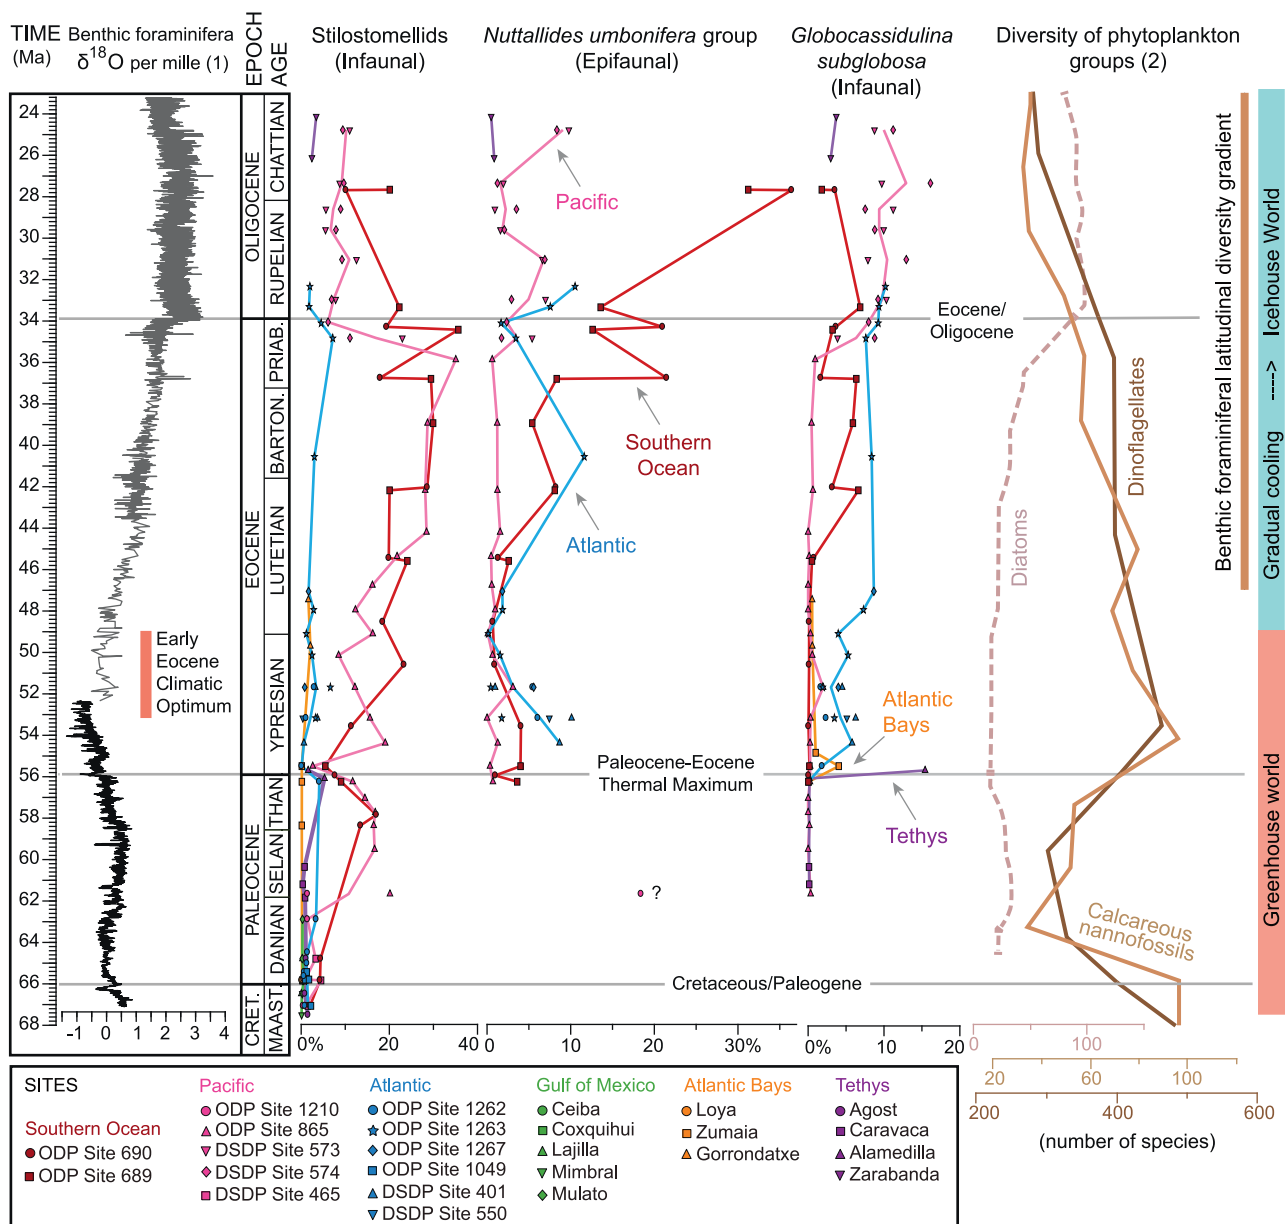 TIME
(Ma)
Benthic foraminifera
δ18O per mille (1)
EPOCH
AGE
Stilostomellids
(Infaunal)
Nuttallides umbonifera group
(Epifaunal)
Globocassidulina
subglobosa
(Infaunal)
Diversity of phytoplankton
groups (2)
24
26
28
30
32
34
36
38
40
42
44
46
48
50
52
54
56
58
60
62
64
66
68
-1 0 1 2 3 4
Early
Eocene
Climatic
Optimum
OLIGOCENE
EOCENE
PALEOCENE
CRET.
CHATTIAN
RUPELIAN
PRIAB.
BARTON.
LUTETIAN
YPRESIAN
THAN
SELAN
DANIAN
MAAST.
Pacific
Southern
Ocean
Atlantic
Eocene/
Oligocene
Atlantic
Bays
Paleocene-Eocene
Thermal Maximum
Tethys
?
Cretaceous/Paleogene
Diatoms
Dinoflagellates
Calcareous
nannofossils
Benthic foraminiferal latitudinal diversity gradient
Gradual cooling ----> Icehouse World
Greenhouse world
0% 20 40
0 10 20 30%
0% 10 20
0 100
20 60 100
200 400 600
(number of species)
SITES
Southern Ocean
ODP Site 690
ODP Site 689
Pacific
ODP Site 1210
ODP Site 865
DSDP Site 573
DSDP Site 574
DSDP Site 465
Atlantic
ODP Site 1262
ODP Site 1263
ODP Site 1267
ODP Site 1049
DSDP Site 401
DSDP Site 550
Gulf of Mexico
Ceiba
Coxquihui
Lajilla
Mimbral
Mulato
Atlantic Bays
Loya
Zumaia
Gorrondatxe
Tethys
Agost
Caravaca
Alamedilla
Zarabanda